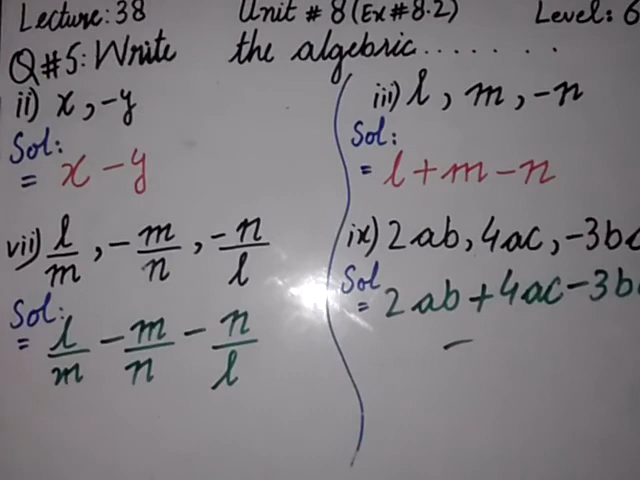 Lecture: 38 Unit # 8 (Ex # 8.2) Level: 6
Q # 5: Write the algebric.......
ii) x, -y
Sol:
= x - y
iii) l, m, -n
Sol:
= l + m - n
vii) l/m, - m/n, - n/l
Sol:
= l/m - m/n - n/l
ix) 2ab, 4ac, -3bc
Sol
= 2ab + 4ac - 3b